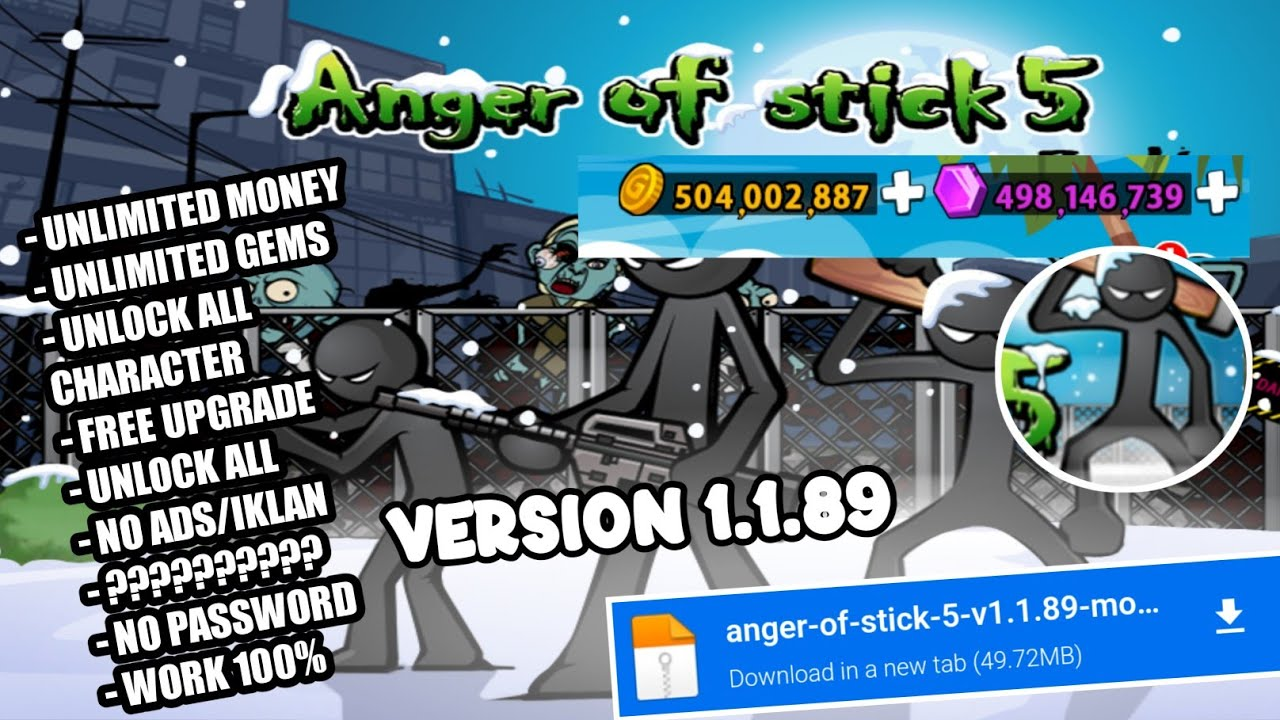 Anger of stick 5
504,002,887
498,146,739
- UNLIMITED MONEY
- UNLIMITED GEMS
- UNLOCK ALL
CHARACTER
- FREE UPGRADE
- UNLOCK ALL
- NO ADS/IKLAN
- ??????????
- NO PASSWORD
- WORK 100%
VERSION 1.1.89
5
anger-of-stick-5-v1.1.89-mo...
Download in a new tab (49.72MB)